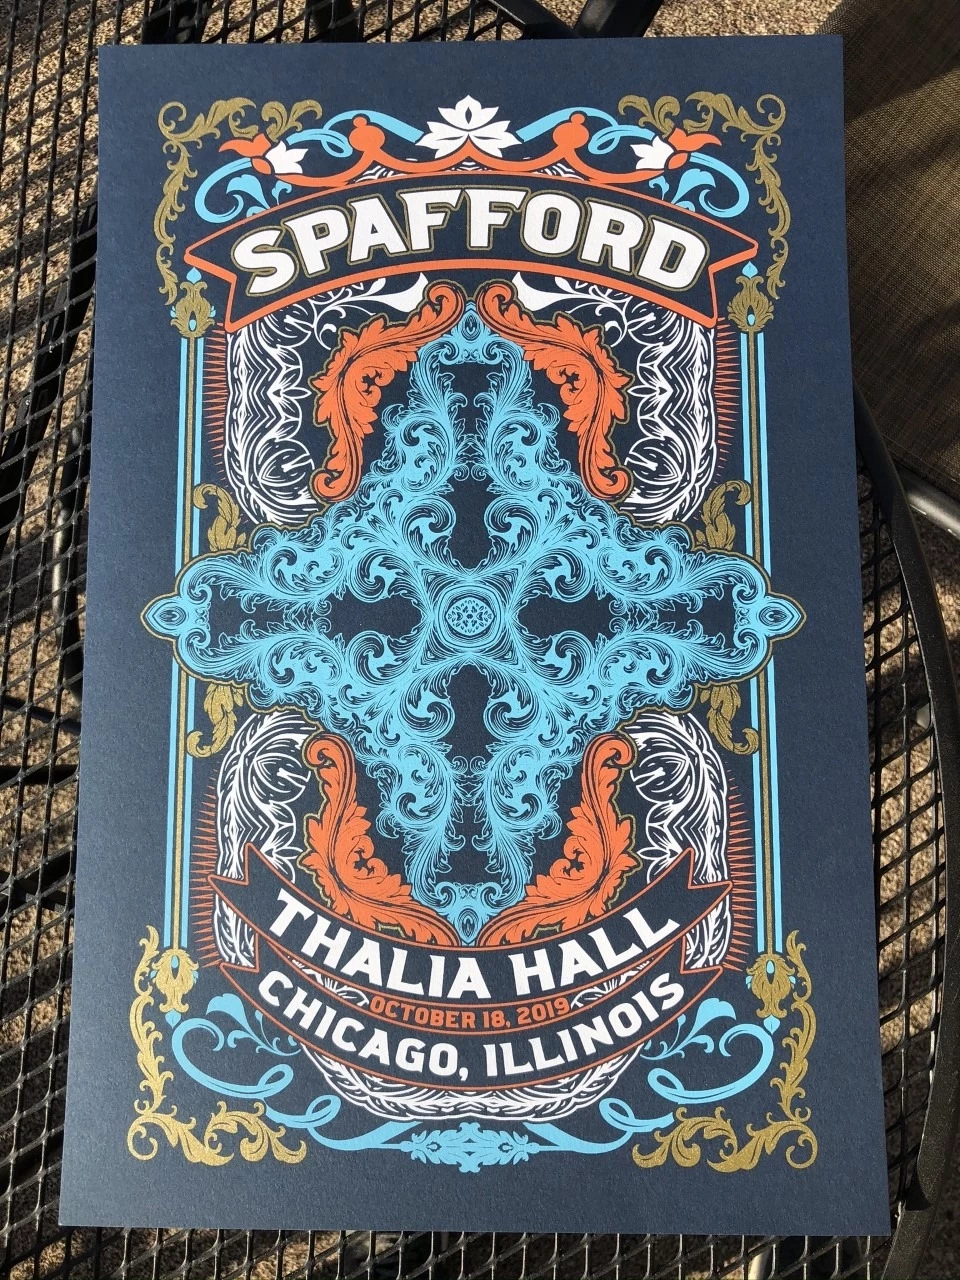 SPAFFORD
THALIA HALL
OCTOBER 18, 2019
CHICAGO, ILLINOIS